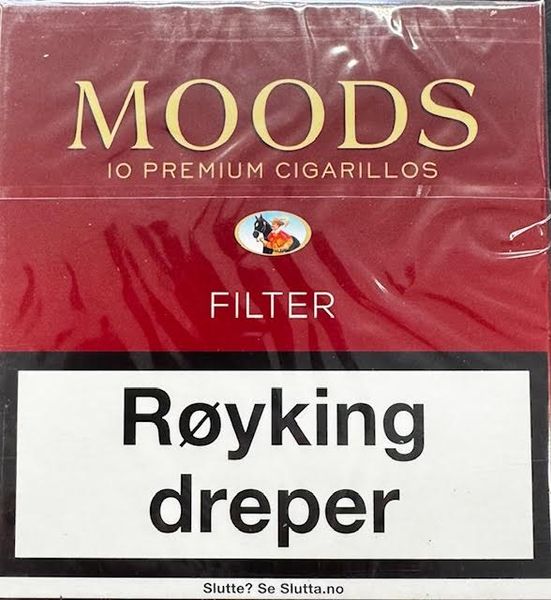 MOODS
10 PREMIUM CIGARILLOS
FILTER
Røyking
dreper
Slutte? Se Slutta.no